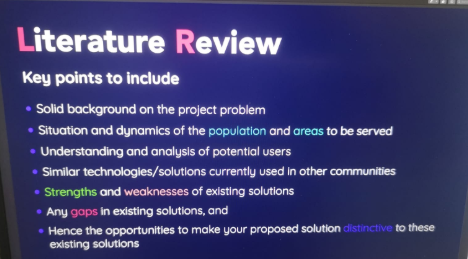 Literature Review
Key points to include
• Solid background on the project problem
• Situation and dynamics of the population and areas to be served
• Understanding and analysis of potential users
• Similar technologies/solutions currently used in other communities
• Strengths and weaknesses of existing solutions
• Any gaps in existing solutions, and
• Hence the opportunities to make your proposed solution distinctive to these
existing solutions